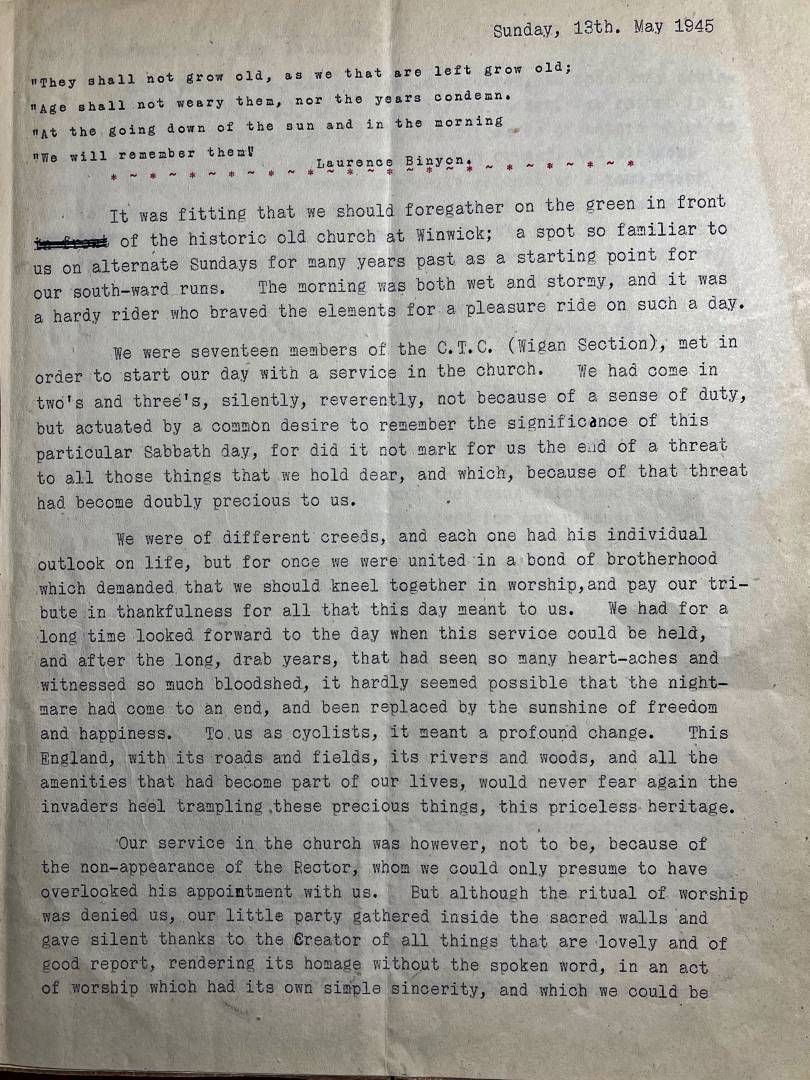 Sunday, 13th. May 1945
"They shall not grow old, as we that are left grow old;
"Age shall not weary them, nor the years condemn.
"At the going down of the sun and in the morning
"We will remember them"
Laurence Binyon.
* ~ * ~ * ~ * ~ * ~ * ~ * ~ * ~ * ~ * ~ * ~ * ~ * ~ *
It was fitting that we should foregather on the green in front
in front of the historic old church at Winwick; a spot so familiar to
us on alternate Sundays for many years past as a starting point for
our south-ward runs. The morning was both wet and stormy, and it was
a hardy rider who braved the elements for a pleasure ride on such a day.
We were seventeen members of the C.T.C. (Wigan Section), met in
order to start our day with a service in the church. We had come in
two's and three's, silently, reverently, not because of a sense of duty,
but actuated by a common desire to remember the significance of this
particular Sabbath day, for did it not mark for us the end of a threat
to all those things that we hold dear, and which, because of that threat
had become doubly precious to us.
We were of different creeds, and each one had his individual
outlook on life, but for once we were united in a bond of brotherhood
which demanded that we should kneel together in worship,and pay our tri-
bute in thankfulness for all that this day meant to us. We had for a
long time looked forward to the day when this service could be held,
and after the long, drab years, that had seen so many heart-aches and
witnessed so much bloodshed, it hardly seemed possible that the night-
mare had come to an end, and been replaced by the sunshine of freedom
and happiness. To us as cyclists, it meant a profound change. This
England, with its roads and fields, its rivers and woods, and all the
amenities that had become part of our lives, would never fear again the
invaders heel trampling these precious things, this priceless heritage.
Our service in the church was however, not to be, because of
the non-appearance of the Rector, whom we could only presume to have
overlooked his appointment with us. But although the ritual of worship
was denied us, our little party gathered inside the sacred walls and
gave silent thanks to the Creator of all things that are lovely and of
good report, rendering its homage without the spoken word, in an act
of worship which had its own simple sincerity, and which we could be